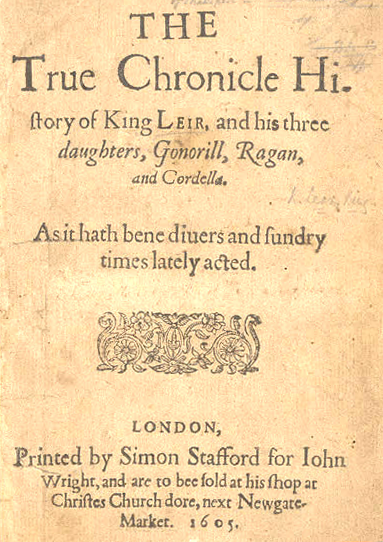 THE
True Chronicle Hi-
ſtory of King LEIR, and his three
daughters, Gonorill, Ragan,
and Cordella.
As it hath bene diuers and ſundry
times lately acted.
LONDON,
Printed by Simon Stafford for Iohn
Wright, and are to bee ſold at his ſhop at
Chriſtes Church dore, next Newgate-
Market. 1605.